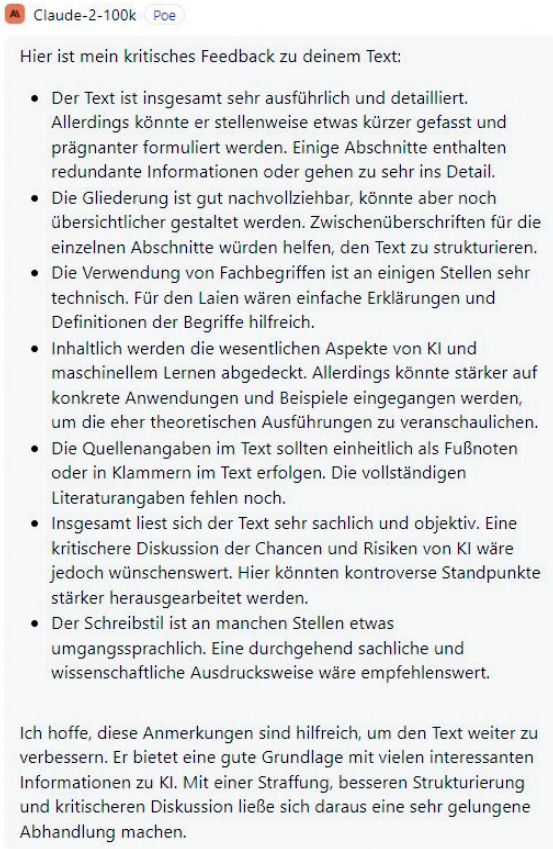 Claude-2-100k Poe
Hier ist mein kritisches Feedback zu deinem Text:
• Der Text ist insgesamt sehr ausführlich und detailliert.
Allerdings könnte er stellenweise etwas kürzer gefasst und
prägnanter formuliert werden. Einige Abschnitte enthalten
redundante Informationen oder gehen zu sehr ins Detail.
• Die Gliederung ist gut nachvollziehbar, könnte aber noch
übersichtlicher gestaltet werden. Zwischenüberschriften für die
einzelnen Abschnitte würden helfen, den Text zu strukturieren.
• Die Verwendung von Fachbegriffen ist an einigen Stellen sehr
technisch. Für den Laien wären einfache Erklärungen und
Definitionen der Begriffe hilfreich.
• Inhaltlich werden die wesentlichen Aspekte von KI und
maschinellem Lernen abgedeckt. Allerdings könnte stärker auf
konkrete Anwendungen und Beispiele eingegangen werden,
um die eher theoretischen Ausführungen zu veranschaulichen.
• Die Quellenangaben im Text sollten einheitlich als Fußnoten
oder in Klammern im Text erfolgen. Die vollständigen
Literaturangaben fehlen noch.
• Insgesamt liest sich der Text sehr sachlich und objektiv. Eine
kritischere Diskussion der Chancen und Risiken von KI wäre
jedoch wünschenswert. Hier könnten kontroverse Standpunkte
stärker herausgearbeitet werden.
• Der Schreibstil ist an manchen Stellen etwas
umgangssprachlich. Eine durchgehend sachliche und
wissenschaftliche Ausdrucksweise wäre empfehlenswert.
Ich hoffe, diese Anmerkungen sind hilfreich, um den Text weiter zu
verbessern. Er bietet eine gute Grundlage mit vielen interessanten
Informationen zu KI. Mit einer Straffung, besseren Strukturierung
und kritischeren Diskussion ließe sich daraus eine sehr gelungene
Abhandlung machen.